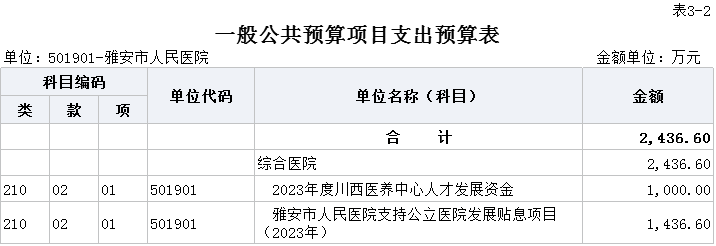 表3-2
一般公共预算项目支出预算表
单位：501901-雅安市人民医院 金额单位：万元
科目编码 单位代码 单位名称（科目） 金额
类 款 项
合 计 2,436.60
综合医院 2,436.60
210 02 01 501901 2023年度川西医养中心人才发展资金 1,000.00
210 02 01 501901 雅安市人民医院支持公立医院发展贴息项目（2023年） 1,436.60